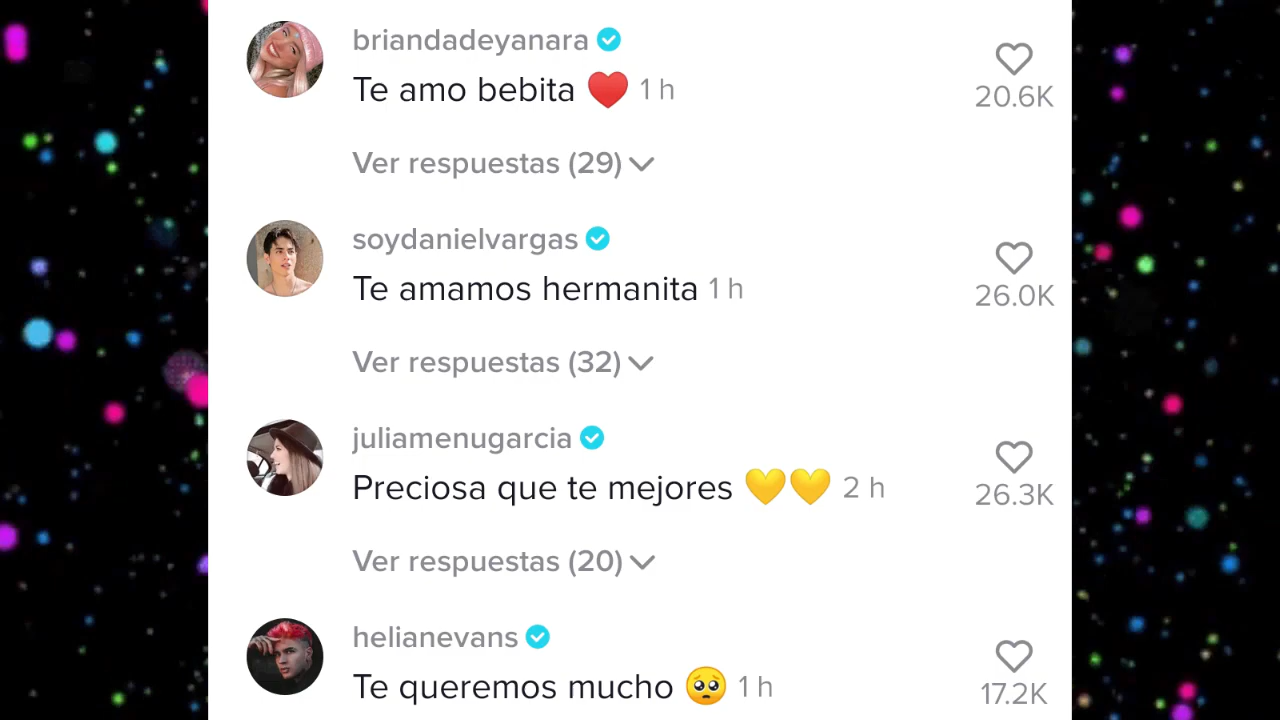 briandadeyanara
Te amo bebita ❤️ 1 h
20.6K
Ver respuestas (29)
soydanielvargas
Te amamos hermanita 1 h
26.0K
Ver respuestas (32)
juliamenugarcia
Preciosa que te mejores 💛💛 2 h
26.3K
Ver respuestas (20)
helianevans
Te queremos mucho 🥺 1 h
17.2K